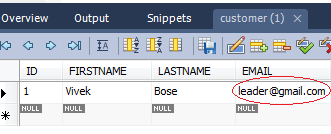 Overview Output Snippets customer (1)
ID FIRSTNAME LASTNAME EMAIL
1 Vivek Bose leader@gmail.com
NULL NULL NULL NULL